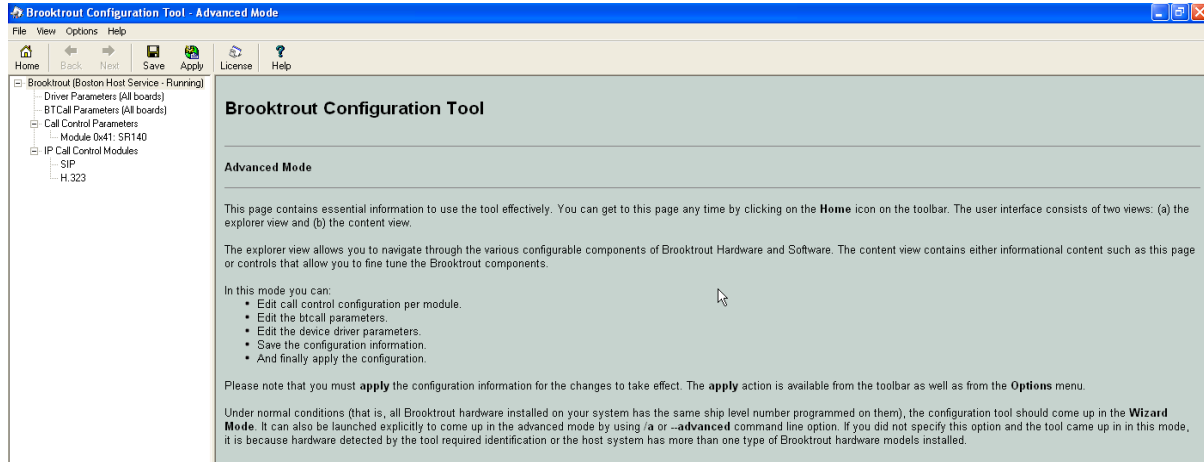 Brooktrout Configuration Tool - Advanced Mode
File View Options Help
Home Back Next Save Apply License Help
Brooktrout (Boston Host Service - Running)
Driver Parameters (All boards)
BTCall Parameters (All boards)
Call Control Parameters
Module 0x41: SR140
IP Call Control Modules
SIP
H.323
Brooktrout Configuration Tool
Advanced Mode
This page contains essential information to use the tool effectively. You can get to this page any time by clicking on the Home icon on the toolbar. The user interface consists of two views: (a) the
explorer view and (b) the content view.
The explorer view allows you to navigate through the various configurable components of Brooktrout Hardware and Software. The content view contains either informational content such as this page
or controls that allow you to fine tune the Brooktrout components.
In this mode you can:
• Edit call control configuration per module.
• Edit the btcall parameters.
• Edit the device driver parameters.
• Save the configuration information.
• And finally apply the configuration.
Please note that you must apply the configuration information for the changes to take effect. The apply action is available from the toolbar as well as from the Options menu.
Under normal conditions (that is, all Brooktrout hardware installed on your system has the same ship level number programmed on them), the configuration tool should come up in the Wizard
Mode. It can also be launched explicitly to come up in the advanced mode by using /a or --advanced command line option. If you did not specify this option and the tool came up in in this mode,
it is because hardware detected by the tool required identification or the host system has more than one type of Brooktrout hardware models installed.